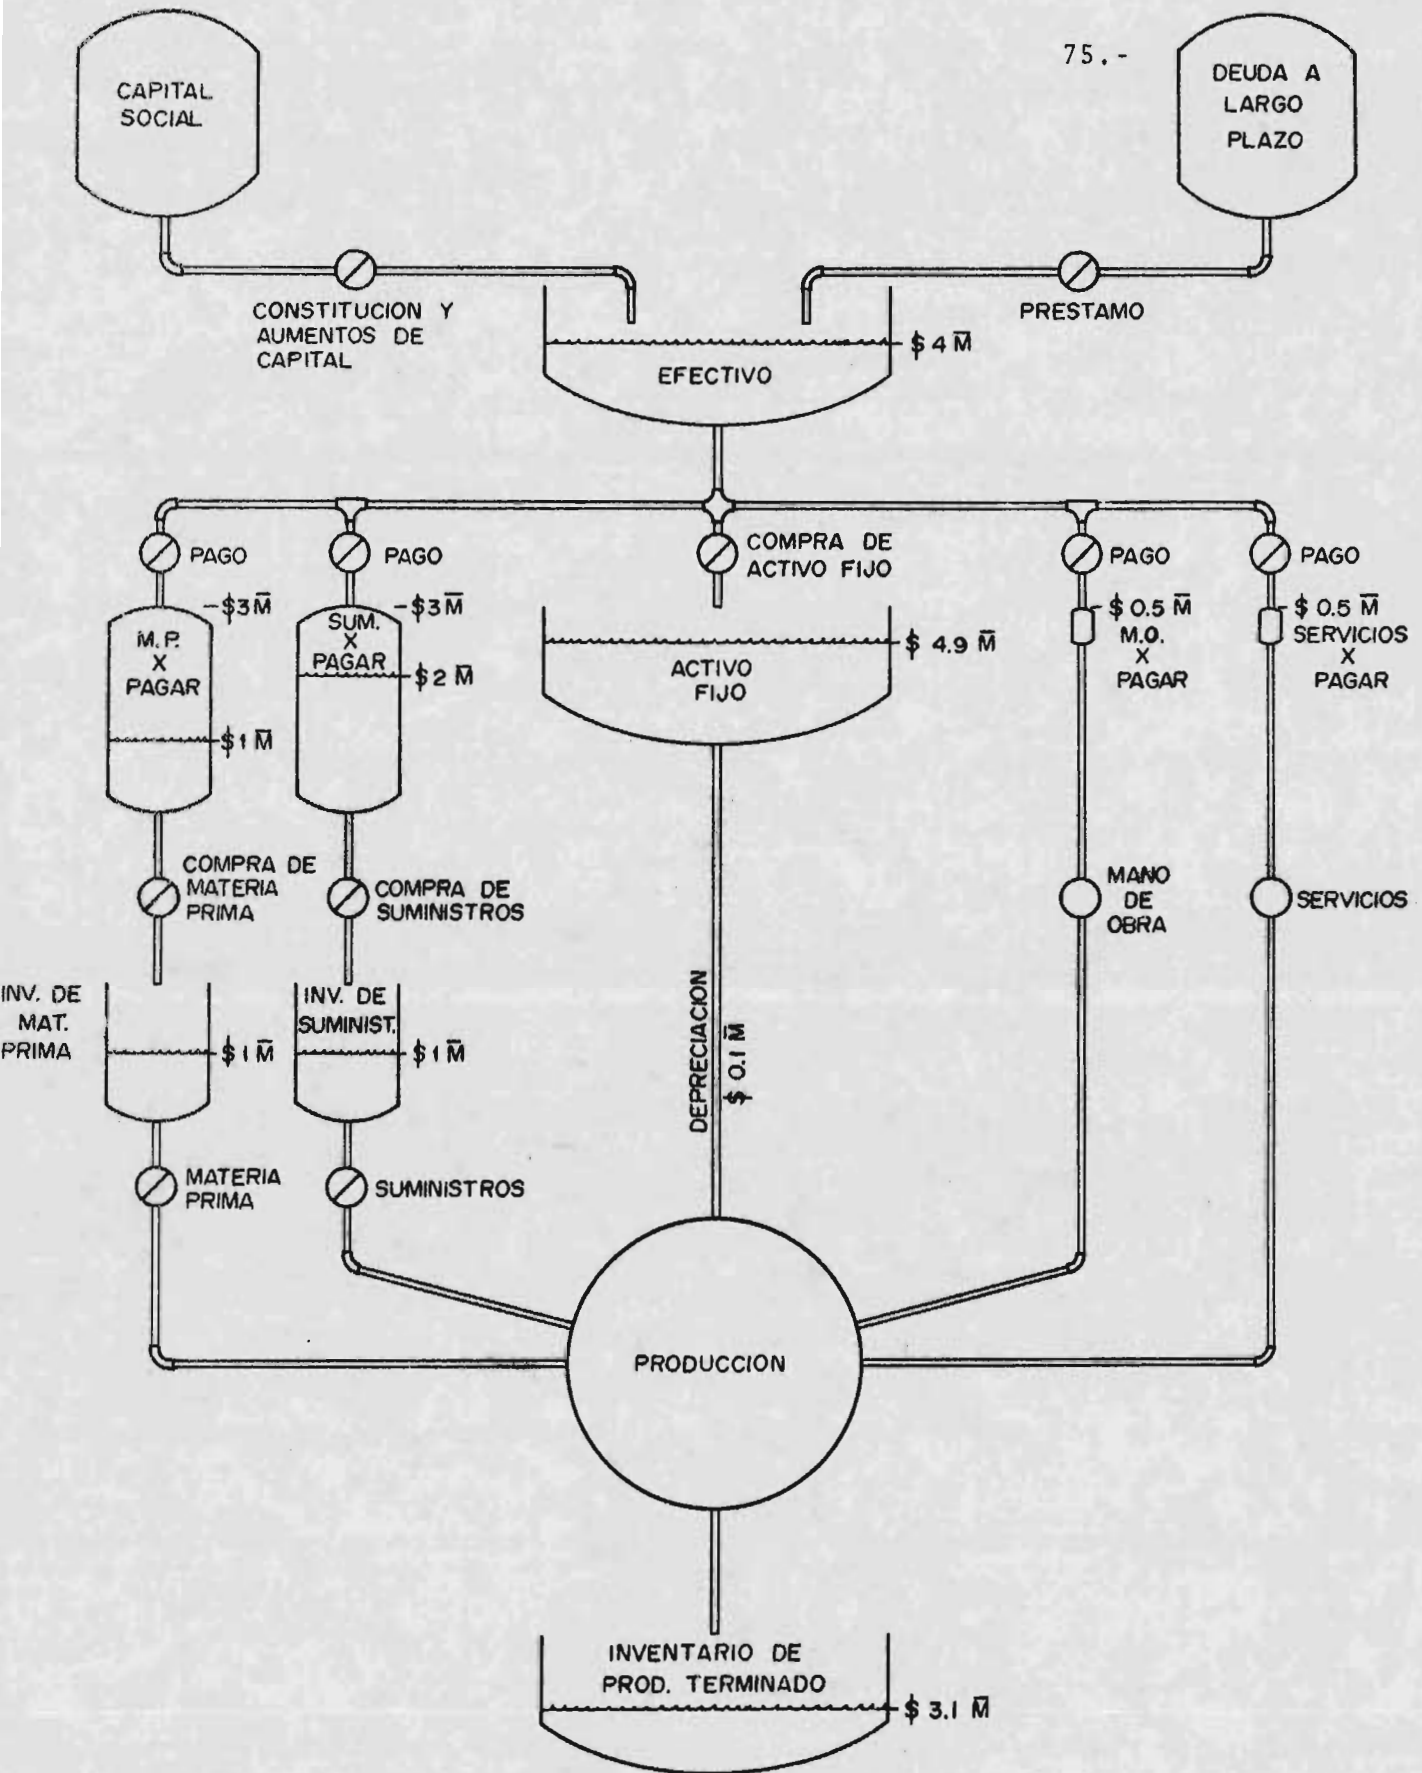 75.-
CAPITAL
SOCIAL
DEUDA A
LARGO
PLAZO
CONSTITUCION Y
AUMENTOS DE
CAPITAL
PRESTAMO
$ 4 M̅
EFECTIVO
PAGO
PAGO
COMPRA DE
ACTIVO FIJO
PAGO
PAGO
-$3 M̅
M.P.
X
PAGAR
$ 1 M̅
-$3 M̅
SUM.
X
PAGAR
$ 2 M̅
$ 4.9 M̅
ACTIVO
FIJO
$ 0.5 M̅
M.O.
X
PAGAR
$ 0.5 M̅
SERVICIOS
X
PAGAR
COMPRA DE
MATERIA
PRIMA
COMPRA DE
SUMINISTROS
MANO
DE
OBRA
SERVICIOS
INV. DE
MAT.
PRIMA
$ 1 M̅
INV. DE
SUMINIST.
$ 1 M̅
DEPRECIACION
$ 0.1 M̅
MATERIA
PRIMA
SUMINISTROS
PRODUCCION
INVENTARIO DE
PROD. TERMINADO
$ 3.1 M̅